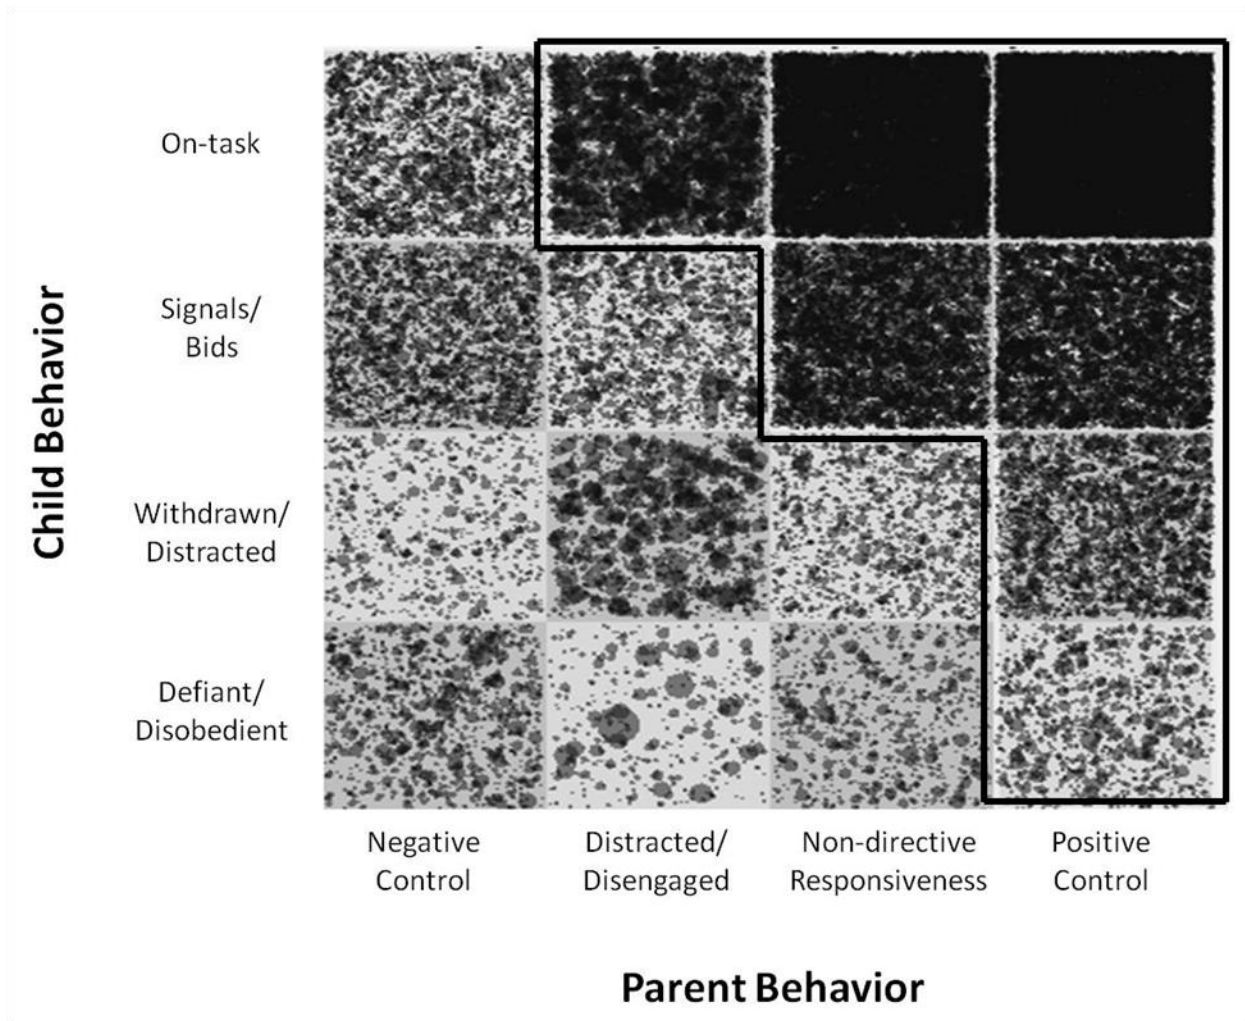 On-task
Signals/
Bids
Withdrawn/
Distracted
Defiant/
Disobedient
Child Behavior
Negative
Control
Distracted/
Disengaged
Non-directive
Responsiveness
Positive
Control
Parent Behavior